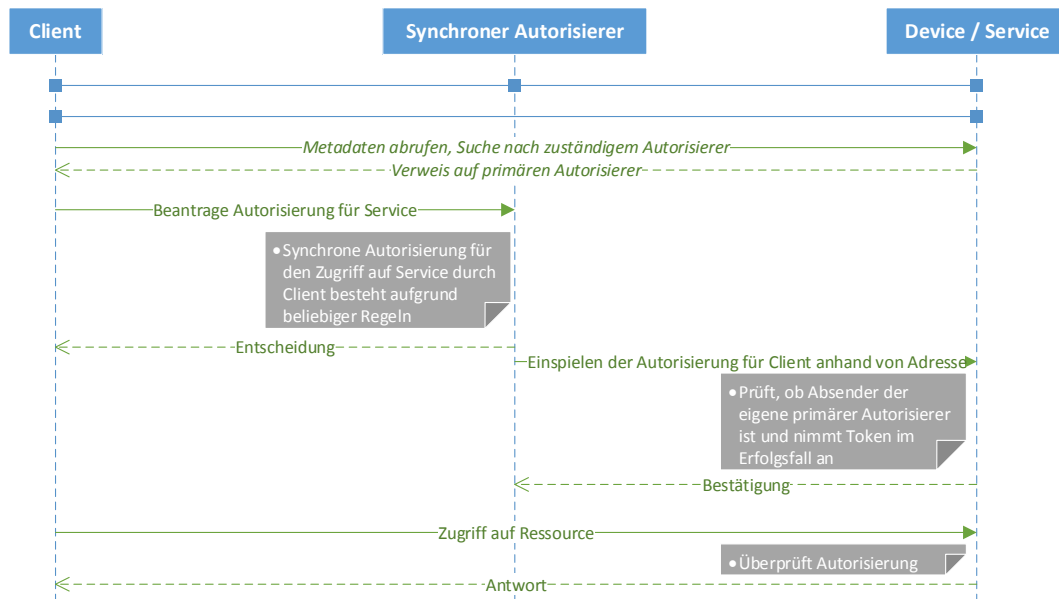 Client
Synchroner Autorisierer
Device / Service
Metadaten abrufen, Suche nach zuständigem Autorisierer
Verweis auf primären Autorisierer
Beantrage Autorisierung für Service
•Synchrone Autorisierung für
den Zugriff auf Service durch
Client besteht aufgrund
beliebiger Regeln
Entscheidung
Einspielen der Autorisierung für Client anhand von Adresse
•Prüft, ob Absender der
eigene primärer Autorisierer
ist und nimmt Token im
Erfolgsfall an
Bestätigung
Zugriff auf Ressource
•Überprüft Autorisierung
Antwort